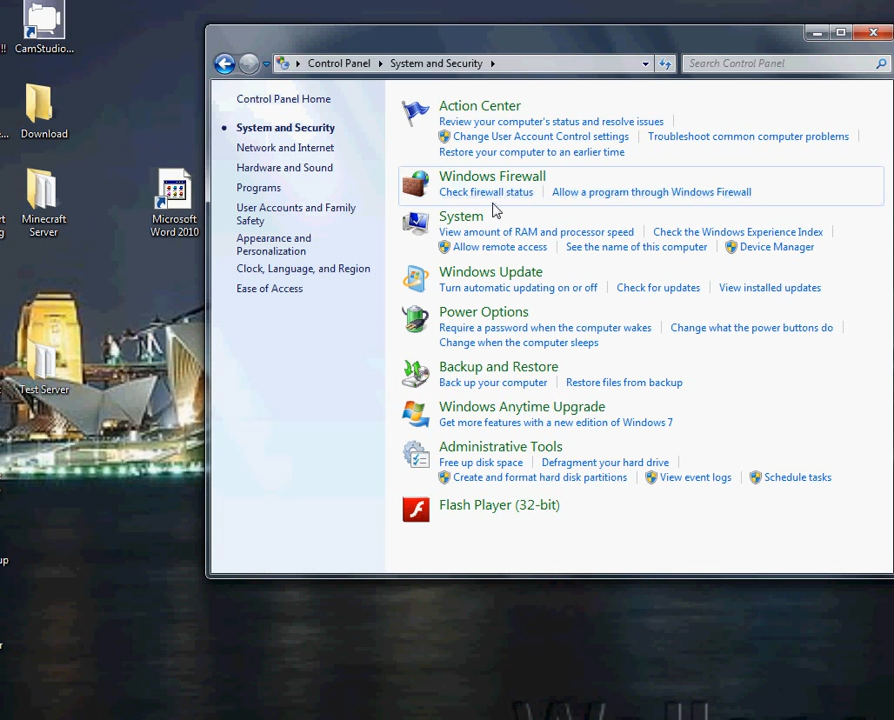 !!
CamStudio...
...
Download
rt
g
Minecraft
Server
Microsoft
Word 2010
Test Server
up
r
Control Panel
System and Security
Search Control Panel
Control Panel Home
System and Security
Network and Internet
Hardware and Sound
Programs
User Accounts and Family
Safety
Appearance and
Personalization
Clock, Language, and Region
Ease of Access
Action Center
Review your computer's status and resolve issues
Change User Account Control settings Troubleshoot common computer problems
Restore your computer to an earlier time
Windows Firewall
Check firewall status Allow a program through Windows Firewall
System
View amount of RAM and processor speed Check the Windows Experience Index
Allow remote access See the name of this computer Device Manager
Windows Update
Turn automatic updating on or off Check for updates View installed updates
Power Options
Require a password when the computer wakes Change what the power buttons do
Change when the computer sleeps
Backup and Restore
Back up your computer Restore files from backup
Windows Anytime Upgrade
Get more features with a new edition of Windows 7
Administrative Tools
Free up disk space Defragment your hard drive
Create and format hard disk partitions View event logs Schedule tasks
Flash Player (32-bit)